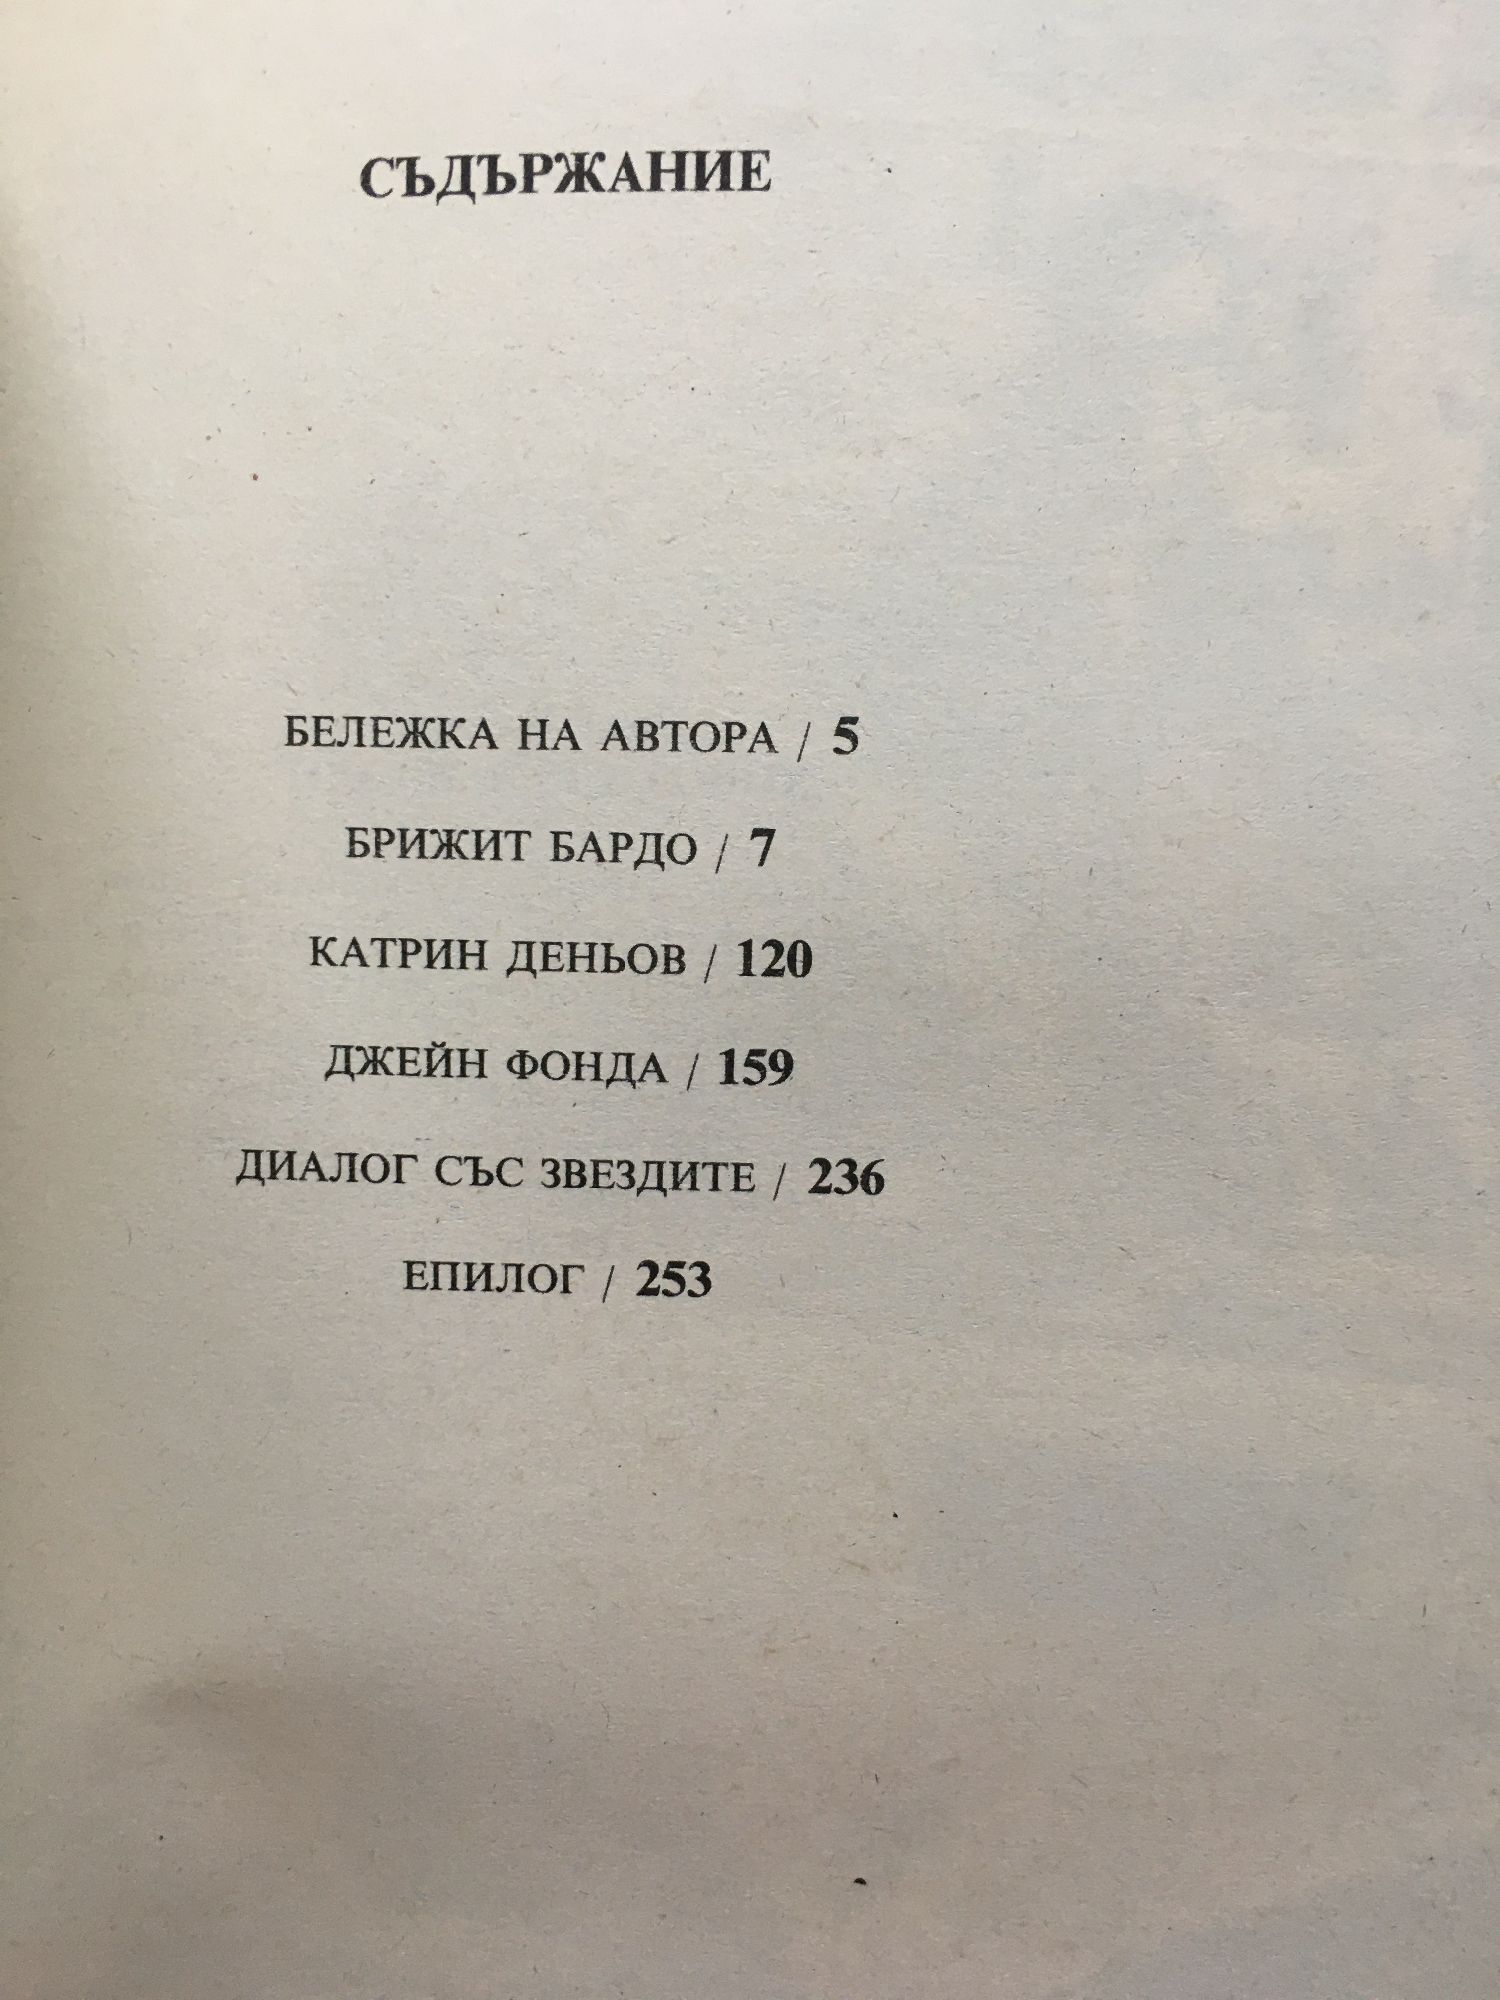 СЪДЪРЖАНИЕ
БЕЛЕЖКА НА АВТОРА / 5
БРИЖИТ БАРДО / 7
КАТРИН ДЕНЬОВ / 120
ДЖЕЙН ФОНДА / 159
ДИАЛОГ СЪС ЗВЕЗДИТЕ / 236
ЕПИЛОГ / 253